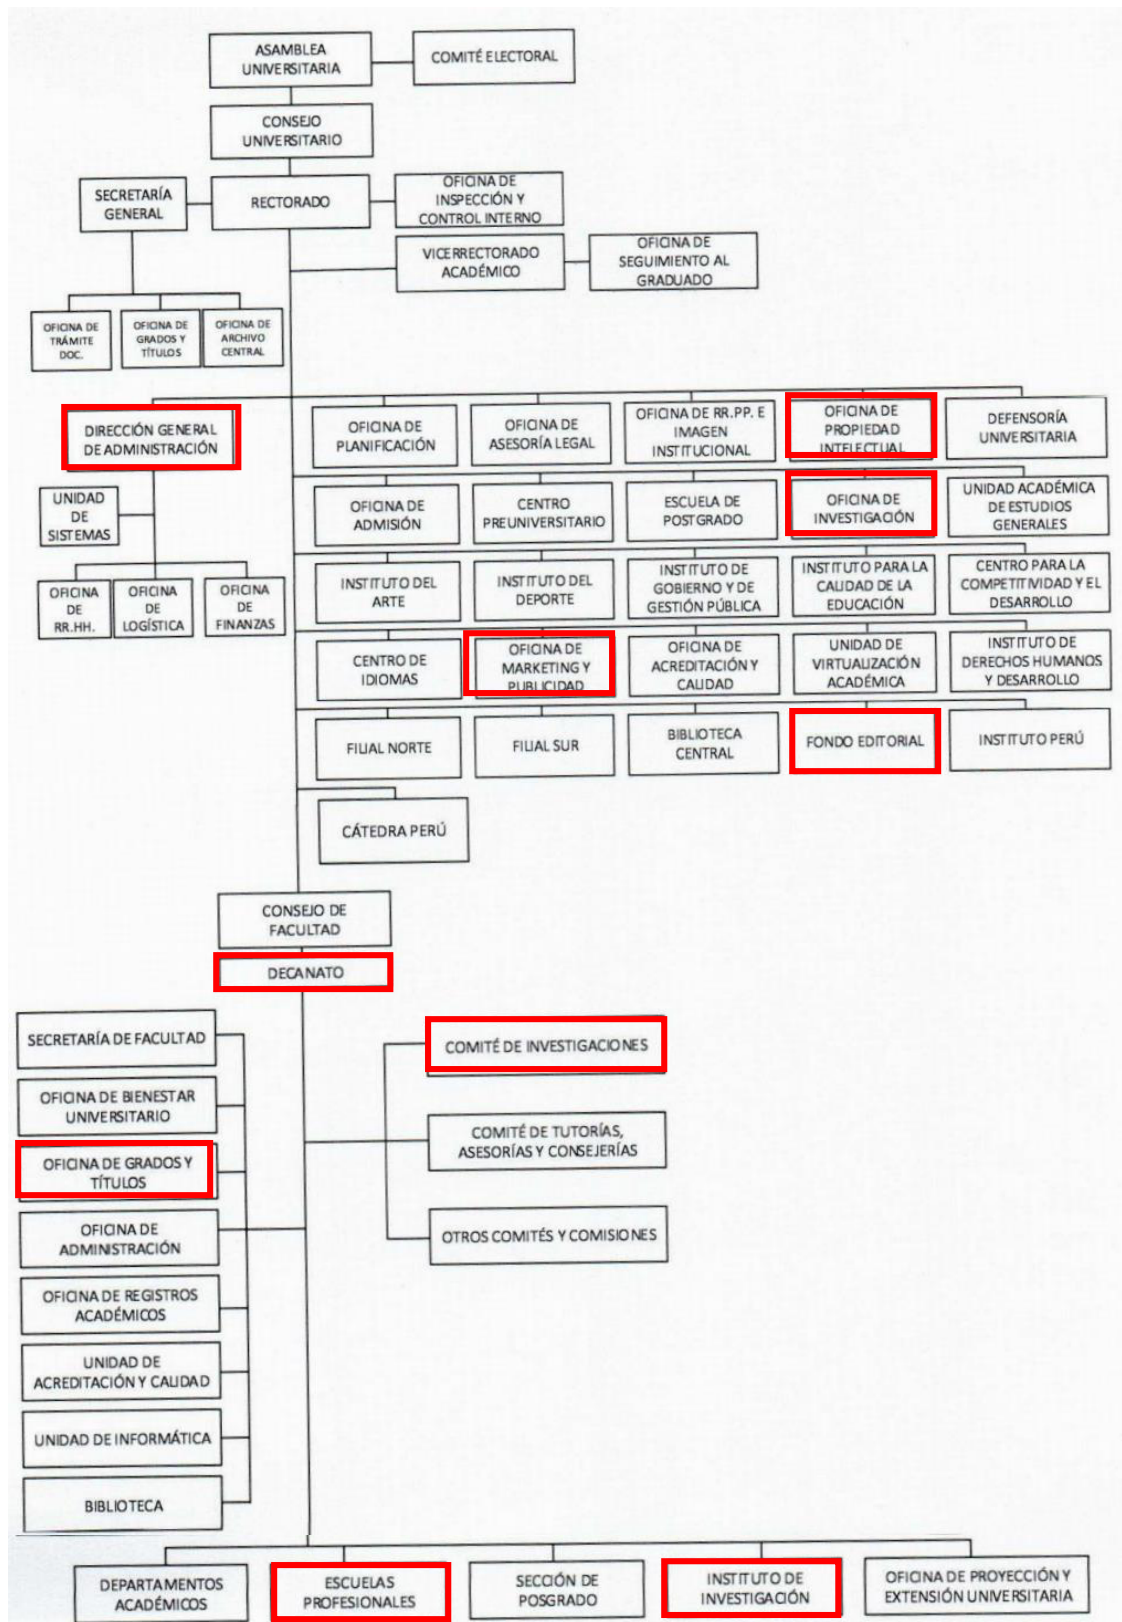 ASAMBLEA
UNIVERSITARIA
COMITÉ ELECTORAL
CONSEJO
UNIVERSITARIO
SECRETARÍA
GENERAL
RECTORADO
OFICINA DE
INSPECCIÓN Y
CONTROL INTERNO
VICERRECTORADO
ACADÉMICO
OFICINA DE
SEGUIMIENTO AL
GRADUADO
OFICINA DE
TRÁMITE
DOC.
OFICINA DE
GRADOS Y
TÍTULOS
OFICINA DE
ARCHIVO
CENTRAL
DIRECCIÓN GENERAL
DE ADMINISTRACIÓN
OFICINA DE
PLANIFICACIÓN
OFICINA DE
ASESORÍA LEGAL
OFICINA DE RR.PP. E
IMAGEN
INSTITUCIONAL
OFICINA DE
PROPIEDAD
INTELECTUAL
DEFENSORÍA
UNIVERSITARIA
UNIDAD
DE
SISTEMAS
OFICINA DE
ADMISIÓN
CENTRO
PREUNIVERSITARIO
ESCUELA DE
POSTGRADO
OFICINA DE
INVESTIGACIÓN
UNIDAD ACADÉMICA
DE ESTUDIOS
GENERALES
OFICINA
DE
RR.HH.
OFICINA
DE
LOGÍSTICA
OFICINA
DE
FINANZAS
INSTITUTO DEL
ARTE
INSTITUTO DEL
DEPORTE
INSTITUTO DE
GOBIERNO Y DE
GESTIÓN PÚBLICA
INSTITUTO PARA LA
CALIDAD DE LA
EDUCACIÓN
CENTRO PARA LA
COMPETITIVIDAD Y EL
DESARROLLO
CENTRO DE
IDIOMAS
OFICINA DE
MARKETING Y
PUBLICIDAD
OFICINA DE
ACREDITACIÓN Y
CALIDAD
UNIDAD DE
VIRTUALIZACIÓN
ACADÉMICA
INSTITUTO DE
DERECHOS HUMANOS
Y DESARROLLO
FILIAL NORTE
FILIAL SUR
BIBLIOTECA
CENTRAL
FONDO EDITORIAL
INSTITUTO PERÚ
CÁTEDRA PERÚ
CONSEJO DE
FACULTAD
DECANATO
SECRETARÍA DE FACULTAD
OFICINA DE BIENESTAR
UNIVERSITARIO
OFICINA DE GRADOS Y
TÍTULOS
OFICINA DE
ADMINISTRACIÓN
OFICINA DE REGISTROS
ACADÉMICOS
UNIDAD DE
ACREDITACIÓN Y CALIDAD
UNIDAD DE INFORMÁTICA
BIBLIOTECA
COMITÉ DE INVESTIGACIONES
COMITÉ DE TUTORÍAS,
ASESORÍAS Y CONSEJERÍAS
OTROS COMITÉS Y COMISIONES
DEPARTAMENTOS
ACADÉMICOS
ESCUELAS
PROFESIONALES
SECCIÓN DE
POSGRADO
INSTITUTO DE
INVESTIGACIÓN
OFICINA DE PROYECCIÓN Y
EXTENSIÓN UNIVERSITARIA